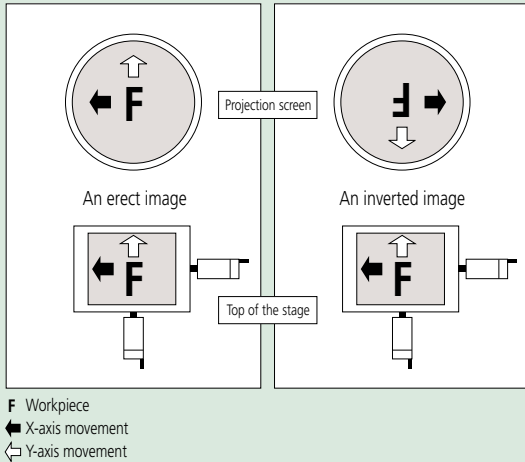 F
F
Projection screen
An erect image
An inverted image
F
F
Top of the stage
F Workpiece
X-axis movement
Y-axis movement